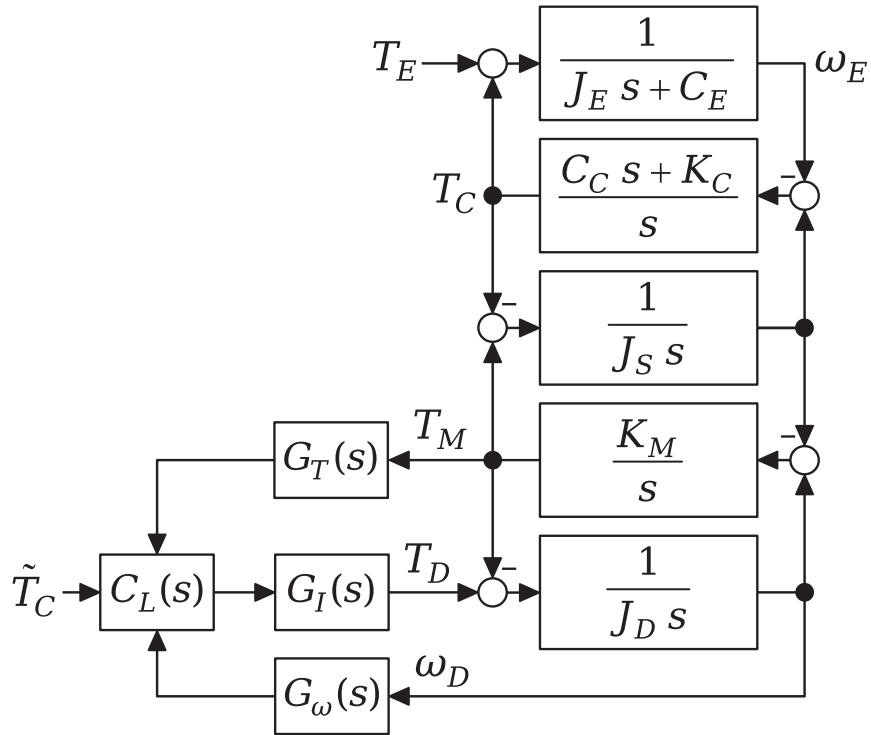 T_E
1
J_E s + C_E
ω_E
T_C
C_C s + K_C
s
-
-
1
J_S s
T_M
G_T(s)
K_M
s
-
T̃_C
C_L(s)
G_I(s)
T_D
-
1
J_D s
G_ω(s)
ω_D